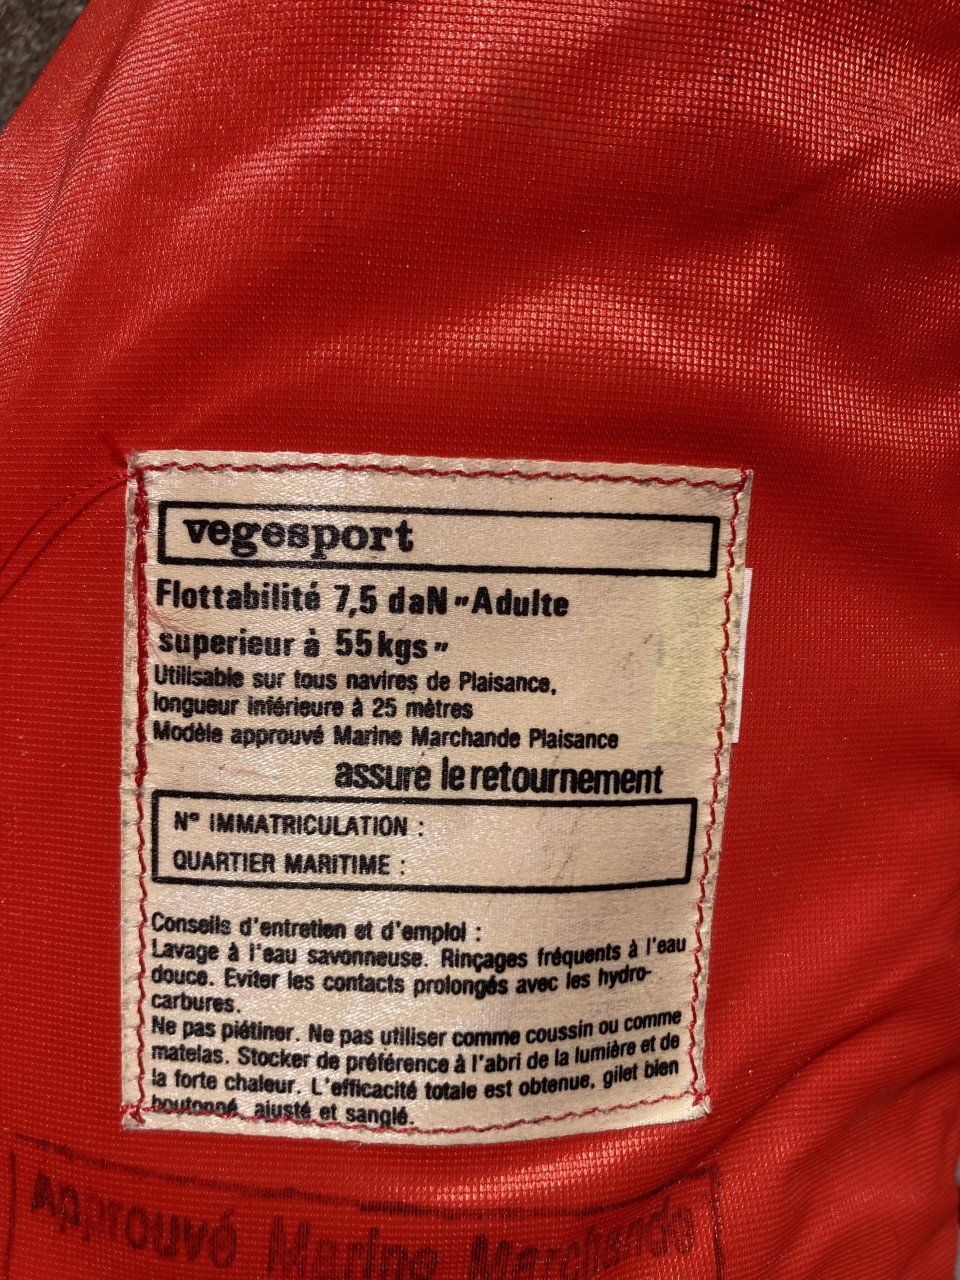 vegesport
Flottabilité 7,5 daN "Adulte
superieur à 55kgs"
Utilisable sur tous navires de Plaisance,
longueur intérieure à 25 mètres
Modèle approuvé Marine Marchande Plaisance
assure le retournement
N° IMMATRICULATION :
QUARTIER MARITIME :
Conseils d'entretien et d'emploi :
Lavage à l'eau savonneuse. Rinçages fréquents à l'eau
douce. Eviter les contacts prolongés avec les hydro-
carbures.
Ne pas piétiner. Ne pas utiliser comme coussin ou comme
matelas. Stocker de préférence à l'abri de la lumière et de
la forte chaleur. L'efficacité totale est obtenue, gilet bien
boutonné, ajusté et sanglé.
Approuvé Marine Marchande